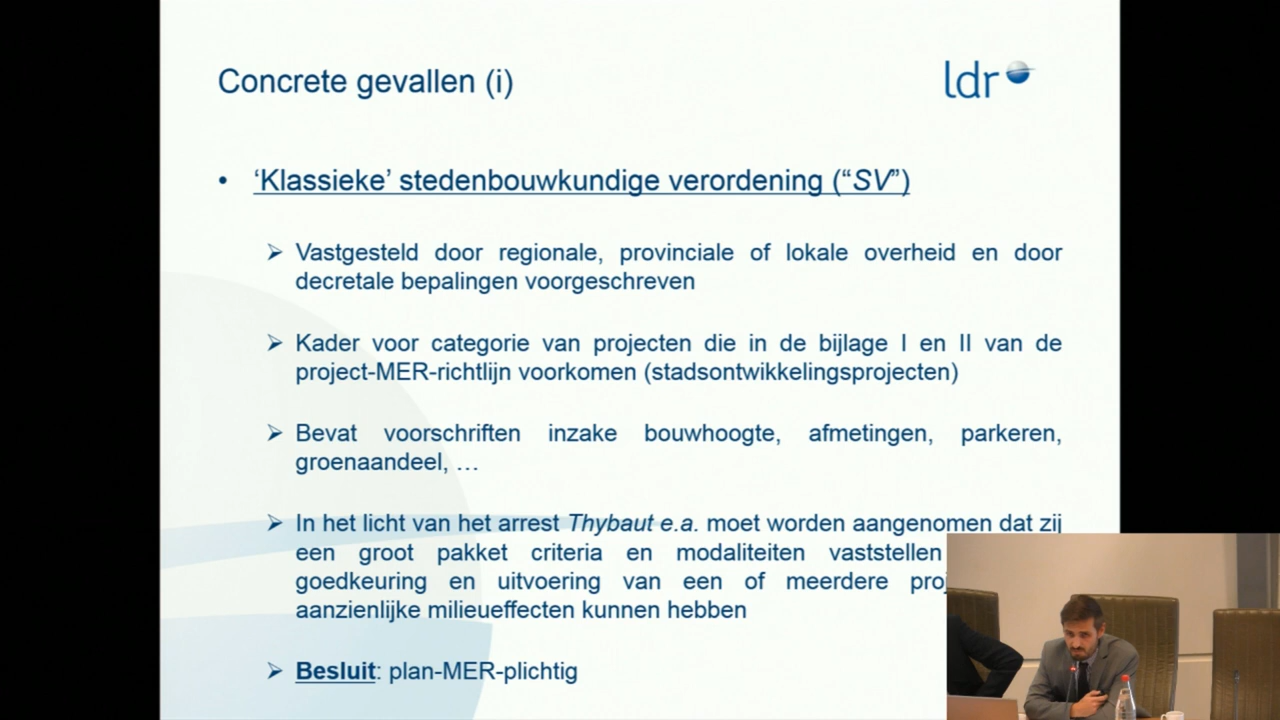 Concrete gevallen (i)
ldr
• ‘Klassieke’ stedenbouwkundige verordening (“SV”)
➢ Vastgesteld door regionale, provinciale of lokale overheid en door
decretale bepalingen voorgeschreven
➢ Kader voor categorie van projecten die in de bijlage I en II van de
project-MER-richtlijn voorkomen (stadsontwikkelingsprojecten)
➢ Bevat voorschriften inzake bouwhoogte, afmetingen, parkeren,
groenaandeel, …
➢ In het licht van het arrest Thybaut e.a. moet worden aangenomen dat zij
een groot pakket criteria en modaliteiten vaststellen
goedkeuring en uitvoering van een of meerdere
aanzienlijke milieueffecten kunnen hebben
➢ Besluit: plan-MER-plichtig